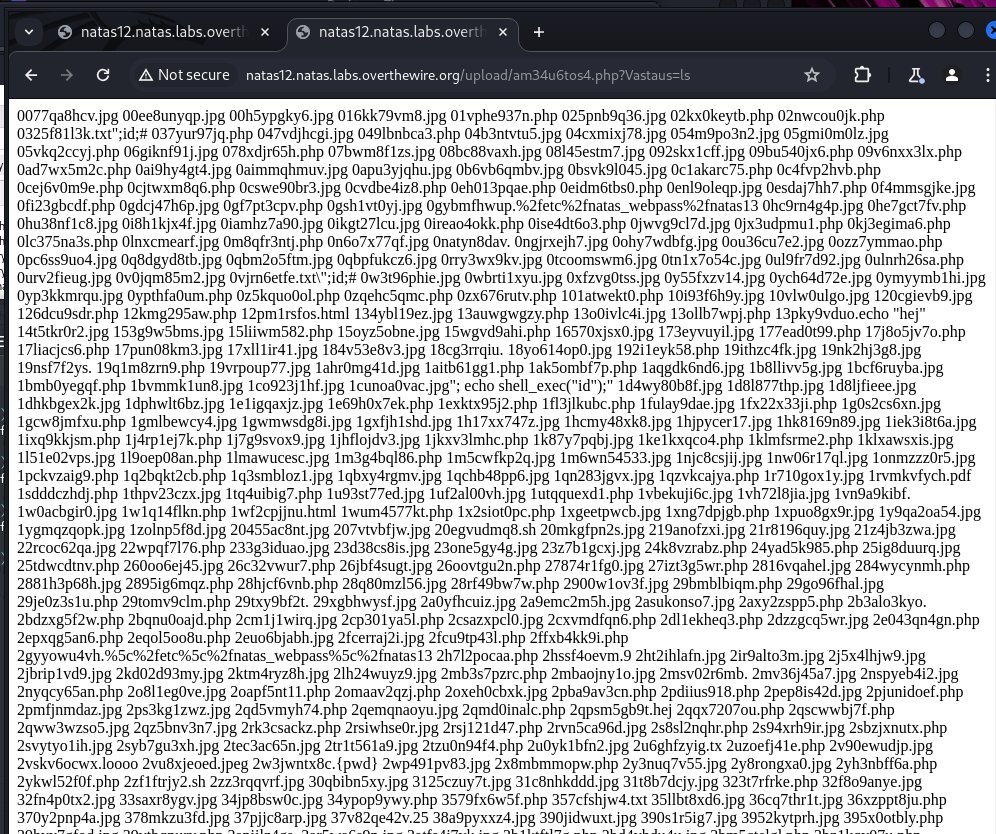 natas12.natas.labs.overth
natas12.natas.labs.overth
Not secure natas12.natas.labs.overthewire.org/upload/am34u6tos4.php?Vastaus=ls
0077qa8hcv.jpg 00ee8unyqp.jpg 00h5ypgky6.jpg 016kk79vm8.jpg 01vphe937n.php 025pnb9q36.jpg 02kx0keytb.php 02nwcou0jk.php
0325f81l3k.txt";id;# 037yur97jq.php 047vdjhcgi.jpg 049lbnbca3.php 04b3ntvtu5.jpg 04cxmixj78.jpg 054m9po3n2.jpg 05gmi0m0lz.jpg
05vkq2ccyj.php 06giknf91j.jpg 078xdjr65h.php 07bwm8f1zs.jpg 08bc88vaxh.jpg 08l45estm7.jpg 092skx1cff.jpg 09bu540jx6.php 09v6nxx3lx.php
0ad7wx5m2c.php 0ai9hy4gt4.jpg 0aimmqhmuv.jpg 0apu3yjqhu.jpg 0b6vb6qmbv.jpg 0bsvk9l045.jpg 0c1akarc75.php 0c4fvp2hvb.php
0cej6v0m9e.php 0cjtwxm8q6.php 0cswe90br3.jpg 0cvdbe4iz8.php 0eh013pqae.php 0eidm6tbs0.php 0enl9oleqp.jpg 0esdaj7hh7.php 0f4mmsgjke.jpg
0fi23gbcdf.php 0gdcj47h6p.jpg 0gf7pt3cpv.php 0gsh1vt0yj.jpg 0gybmfhwup.%2fetc%2fnatas_webpass%2fnatas13 0hc9rn4g4p.jpg 0he7gct7fv.php
0hu38nf1c8.jpg 0i8h1kjx4f.jpg 0iamhz7a90.jpg 0ikgt27lcu.jpg 0ireao4okk.php 0ise4dt6o3.php 0jwvg9cl7d.jpg 0jx3udpmu1.php 0kj3egima6.php
0lc375na3s.php 0lnxcmearf.jpg 0m8qfr3ntj.php 0n6o7x77qf.jpg 0natyn8dav. 0ngjrxejh7.jpg 0ohy7wdbfg.jpg 0ou36cu7e2.jpg 0ozz7ymmao.php
0pc6ss9uo4.jpg 0q8dgyd8tb.jpg 0qbm2o5ftm.jpg 0qbpfukcz6.jpg 0rry3wx9kv.jpg 0tcoomswm6.jpg 0tn1x7o54c.jpg 0ul9fr7d92.jpg 0ulnrh26sa.php
0urv2fieug.jpg 0v0jqm85m2.jpg 0vjrn6etfe.txt\";id;# 0w3t96phie.jpg 0wbrti1xyu.jpg 0xfzvg0tss.jpg 0y55fxzv14.jpg 0ych64d72e.jpg 0ymyymb1hi.jpg
0yp3kkmrqu.jpg 0ypthfa0um.php 0z5kquo0ol.php 0zqehc5qmc.php 0zx676rutv.php 101atwekt0.php 10i93f6h9y.jpg 10vlw0ulgo.jpg 120cgievb9.jpg
126dcu9sdr.php 12kmg295aw.php 12pm1rsfos.html 134ybl19ez.jpg 13auwgwgzy.php 13o0ivlc4i.jpg 13ollb7wpj.php 13pky9vduo.echo "hej"
14t5tkr0r2.jpg 153g9w5bms.jpg 15liiwm582.php 15oyz5obne.jpg 15wgvd9ahi.php 16570xjsx0.jpg 173eyvuyil.jpg 177ead0t99.php 17j8o5jv7o.php
17liacjcs6.php 17pun08km3.jpg 17xll1ir41.jpg 184v53e8v3.jpg 18cg3rrqiu. 18yo614op0.jpg 192i1eyk58.php 19ithzc4fk.jpg 19nk2hj3g8.jpg
19nsf7f2ys. 19q1m8zrn9.php 19vrpoup77.jpg 1ahr0mg41d.jpg 1aitb61gg1.php 1ak5ombf7p.php 1aqgdk6nd6.jpg 1b8llivv5g.jpg 1bcf6ruyba.jpg
1bmb0yegqf.php 1bvmmk1un8.jpg 1co923j1hf.jpg 1cunoa0vac.jpg"; echo shell_exec("id");" 1d4wy80b8f.jpg 1d8l877thp.jpg 1d8ljfieee.jpg
1dhkbgex2k.jpg 1dphwlt6bz.jpg 1e1igqaxjz.jpg 1e69h0x7ek.php 1exktx95j2.php 1fl3jlkubc.php 1fulay9dae.jpg 1fx22x33ji.php 1g0s2cs6xn.jpg
1gcw8jmfxu.php 1gmlbewcy4.jpg 1gwmwsdg8i.jpg 1gxfjh1shd.jpg 1h17xx747z.jpg 1hcmy48xk8.jpg 1hjpycer17.jpg 1hk8169n89.jpg 1iek3i8t6a.jpg
1ixq9kkjsm.php 1j4rp1ej7k.php 1j7g9svox9.jpg 1jhflojdv3.jpg 1jkxv3lmhc.php 1k87y7pqbj.jpg 1ke1kxqco4.php 1klmfsrme2.php 1klxawsxis.jpg
1l51e02vps.jpg 1l9oep08an.php 1lmawucesc.jpg 1m3g4bql86.php 1m5cwfkp2q.jpg 1m6wn54533.jpg 1njc8csjij.jpg 1nw06r17ql.jpg 1onmzzz0r5.jpg
1pckvzaig9.php 1q2bqkt2cb.php 1q3smbloz1.jpg 1qbxy4rgmv.jpg 1qchb48pp6.jpg 1qn283jgvx.jpg 1qzvkcajya.php 1r710gox1y.jpg 1rvmkvfych.pdf
1sdddczhdj.php 1thpv23czx.jpg 1tq4uibig7.php 1u93st77ed.jpg 1uf2al00vh.jpg 1utqquexd1.php 1vbekuji6c.jpg 1vh72l8jia.jpg 1vn9a9kibf.
1w0acbgir0.jpg 1w1q14flkn.php 1wf2cpjjnu.html 1wum4577kt.php 1x2siot0pc.php 1xgeetpwcb.jpg 1xng7dpjgb.php 1xpuo8gx9r.jpg 1y9qa2oa54.jpg
1ygmqzqopk.jpg 1zolnp5f8d.jpg 20455ac8nt.jpg 207vtvbfjw.jpg 20egvudmq8.sh 20mkgfpn2s.jpg 219anofzxi.jpg 21r8196quy.jpg 21z4jb3zwa.jpg
22rcoc62qa.jpg 22wpqf7l76.php 233g3iduao.jpg 23d38cs8is.jpg 23one5gy4g.jpg 23z7b1gcxj.jpg 24k8vzrabz.php 24yad5k985.php 25ig8duurq.jpg
25tdwcdtnv.php 260oo6ej45.jpg 26c32vwur7.php 26jbf4sugt.jpg 26oovtgu2n.php 27874r1fg0.jpg 27izt3g5wr.php 2816vqahel.jpg 284wycynmh.php
2881h3p68h.jpg 2895ig6mqz.php 28hjcf6vnb.php 28q80mzl56.jpg 28rf49bw7w.php 2900w1ov3f.jpg 29bmblbiqm.php 29go96fhal.jpg
29je0z3s1u.php 29tomv9clm.php 29txy9bf2t. 29xgbhwysf.jpg 2a0yfhcuiz.jpg 2a9emc2m5h.jpg 2asukonso7.jpg 2axy2zspp5.php 2b3alo3kyo.
2bdzxg5f2w.php 2bqnu0oajd.php 2cm1j1wirq.jpg 2cp301ya5l.php 2csazxpcl0.jpg 2cxvmdfqn6.php 2dl1ekheq3.php 2dzzgcq5wr.jpg 2e043qn4gn.php
2epxqg5an6.php 2eqol5oo8u.php 2euo6bjabh.jpg 2fcerraj2i.jpg 2fcu9tp43l.php 2ffxb4kk9i.php
2gyyowu4vh.%5c%2fetc%5c%2fnatas_webpass%5c%2fnatas13 2h7l2pocaa.php 2hssf4oevm.9 2ht2ihlafn.jpg 2ir9alto3m.jpg 2j5x4lhjw9.jpg
2jbrip1vd9.jpg 2kd02d93my.jpg 2ktm4ryz8h.jpg 2lh24wuyz9.jpg 2mb3s7pzrc.php 2mbaojny1o.jpg 2msv02r6mb. 2mv36j45a7.jpg 2nspyeb4i2.jpg
2nyqcy65an.php 2o8l1eg0ve.jpg 2oapf5nt11.php 2omaav2qzj.php 2oxeh0cbxk.jpg 2pba9av3cn.php 2pdiius918.php 2pep8is42d.jpg 2pjunidoef.php
2pmfjnmdaz.jpg 2ps3kg1zwz.jpg 2qd5vmyh74.php 2qemqnaoyu.jpg 2qmd0inalc.php 2qpsm5gb9t.hej 2qqx7207ou.php 2qscwwbj7f.php
2qww3wzso5.jpg 2qz5bnv3n7.jpg 2rk3csackz.php 2rsiwhse0r.jpg 2rsj121d47.php 2rvn5ca96d.jpg 2s8sl2nqhr.php 2s94xrh9ir.jpg 2sbzjxnutx.php
2svytyo1ih.jpg 2syb7gu3xh.jpg 2tec3ac65n.jpg 2tr1t561a9.jpg 2tzu0n94f4.php 2u0yk1bfn2.jpg 2u6ghfzyig.tx 2uzoefj41e.php 2v90ewudjp.jpg
2vskv6ocwx.loooo 2vu8xjeoed.jpeg 2w3jwntx8c.{pwd} 2wp491pv83.jpg 2x8mbmmopw.php 2y3nuq7v55.jpg 2y8rongxa0.jpg 2yh3nbff6a.php
2ykwl52f0f.php 2zf1ftrjy2.sh 2zz3rqqvrf.jpg 30qbibn5xy.jpg 3125czuy7t.jpg 31c8nhkddd.jpg 31t8b7dcjy.jpg 323t7rfrke.php 32f8o9anye.jpg
32fn4p0tx2.jpg 33saxr8ygv.jpg 34jp8bsw0c.jpg 34ypop9ywy.php 3579fx6w5f.php 357cfshjw4.txt 35llbt8xd6.jpg 36cq7thr1t.jpg 36xzppt8ju.php
370y2pnp4a.jpg 378mkzu3fd.jpg 37pjjc8arp.jpg 37v82qe42v.25 38a9pyxxz4.jpg 390jidwuxt.jpg 390s1r5ig7.jpg 3952kytprh.jpg 395x0otbly.php